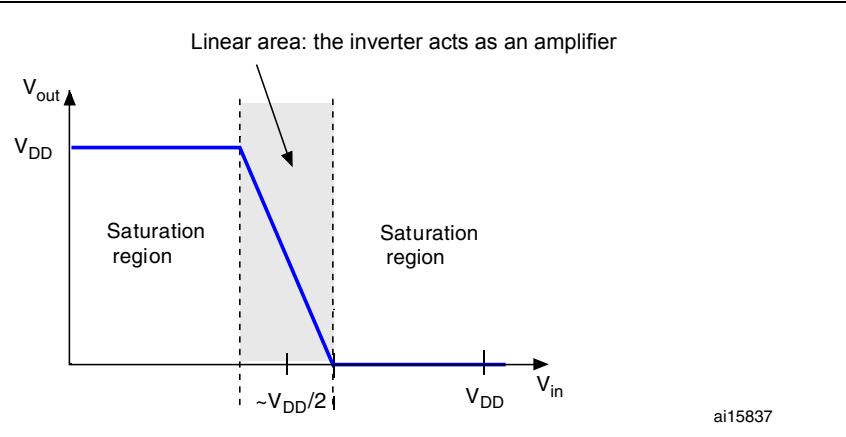 Linear area: the inverter acts as an amplifier
Vout
VDD
Saturation
region
Saturation
region
~VDD/2
VDD
Vin
ai15837